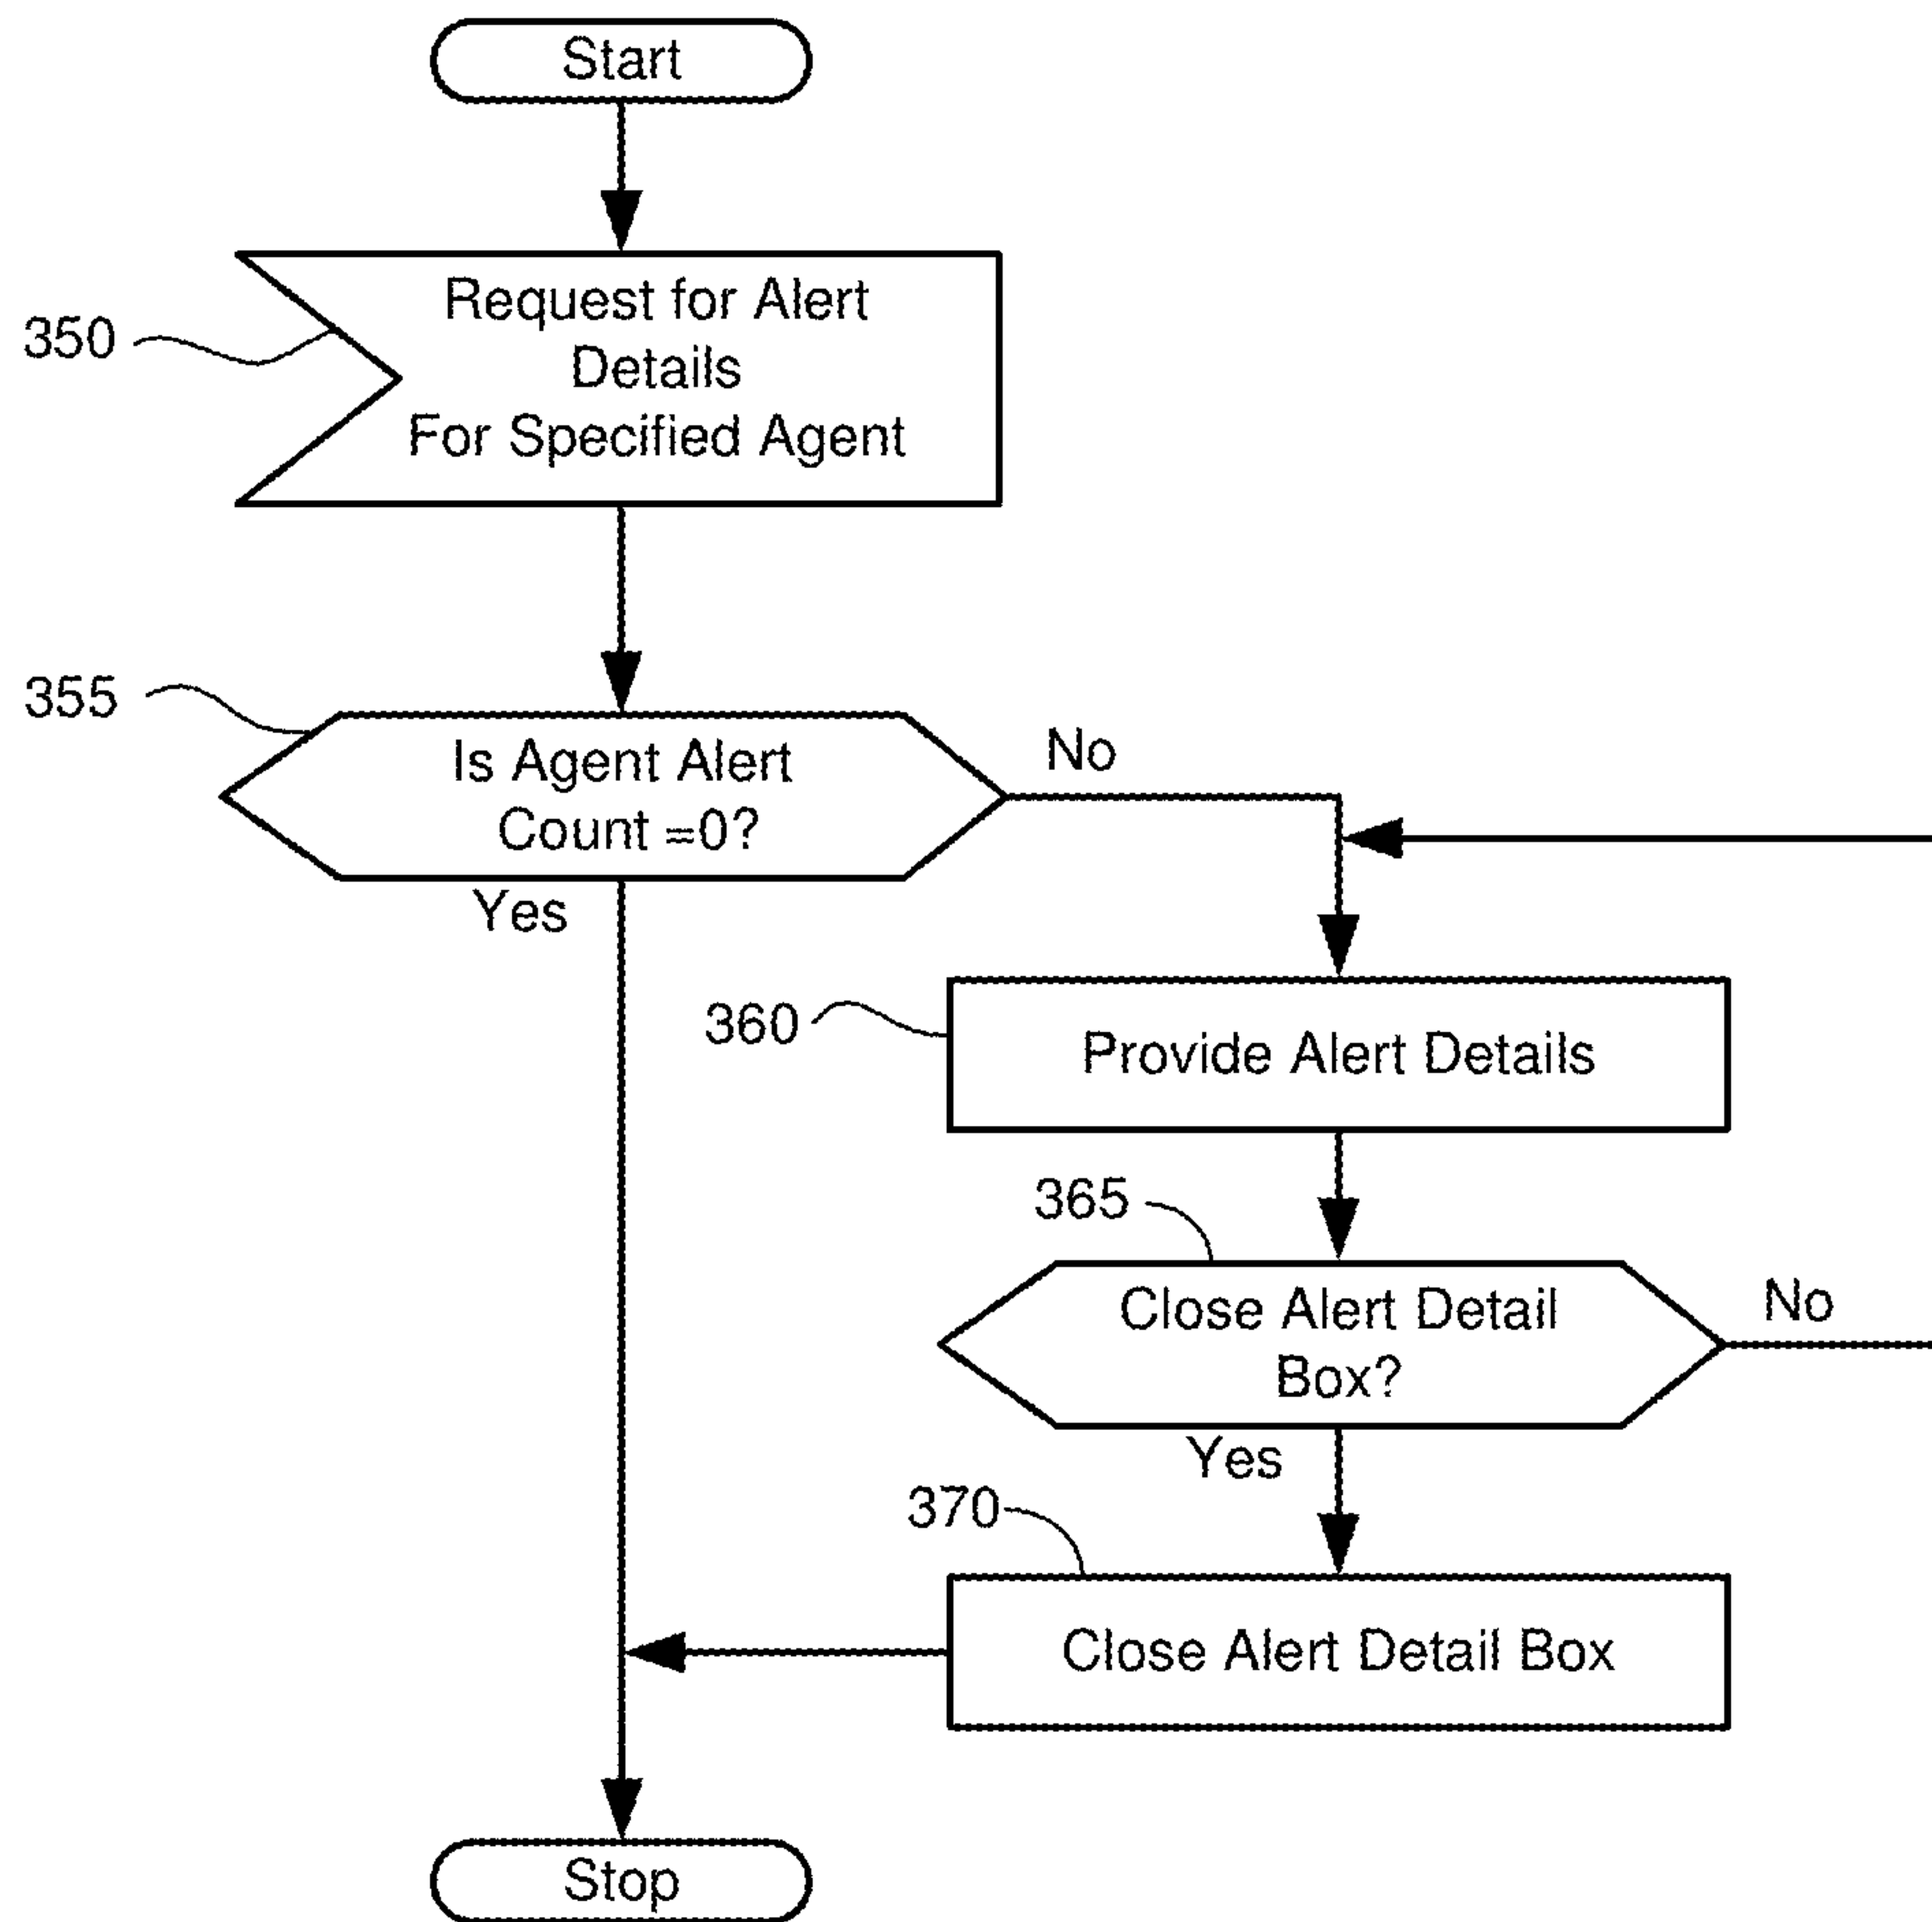 Start
350
Request for Alert
Details
For Specified Agent
355
Is Agent Alert
Count =0?
No
Yes
360
Provide Alert Details
365
Close Alert Detail
Box?
No
Yes
370
Close Alert Detail Box
Stop